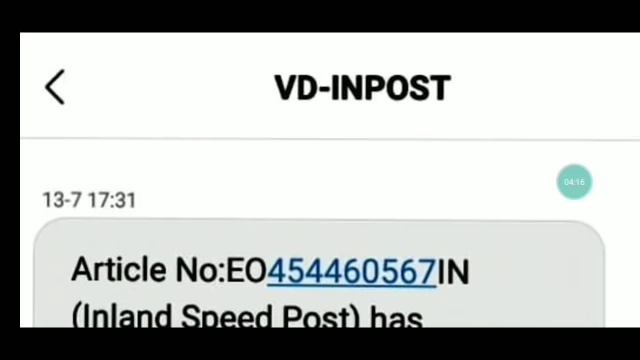 VD-INPOST
04:16
13-7 17:31
Article No:EO454460567IN
(Inland Speed Post) has